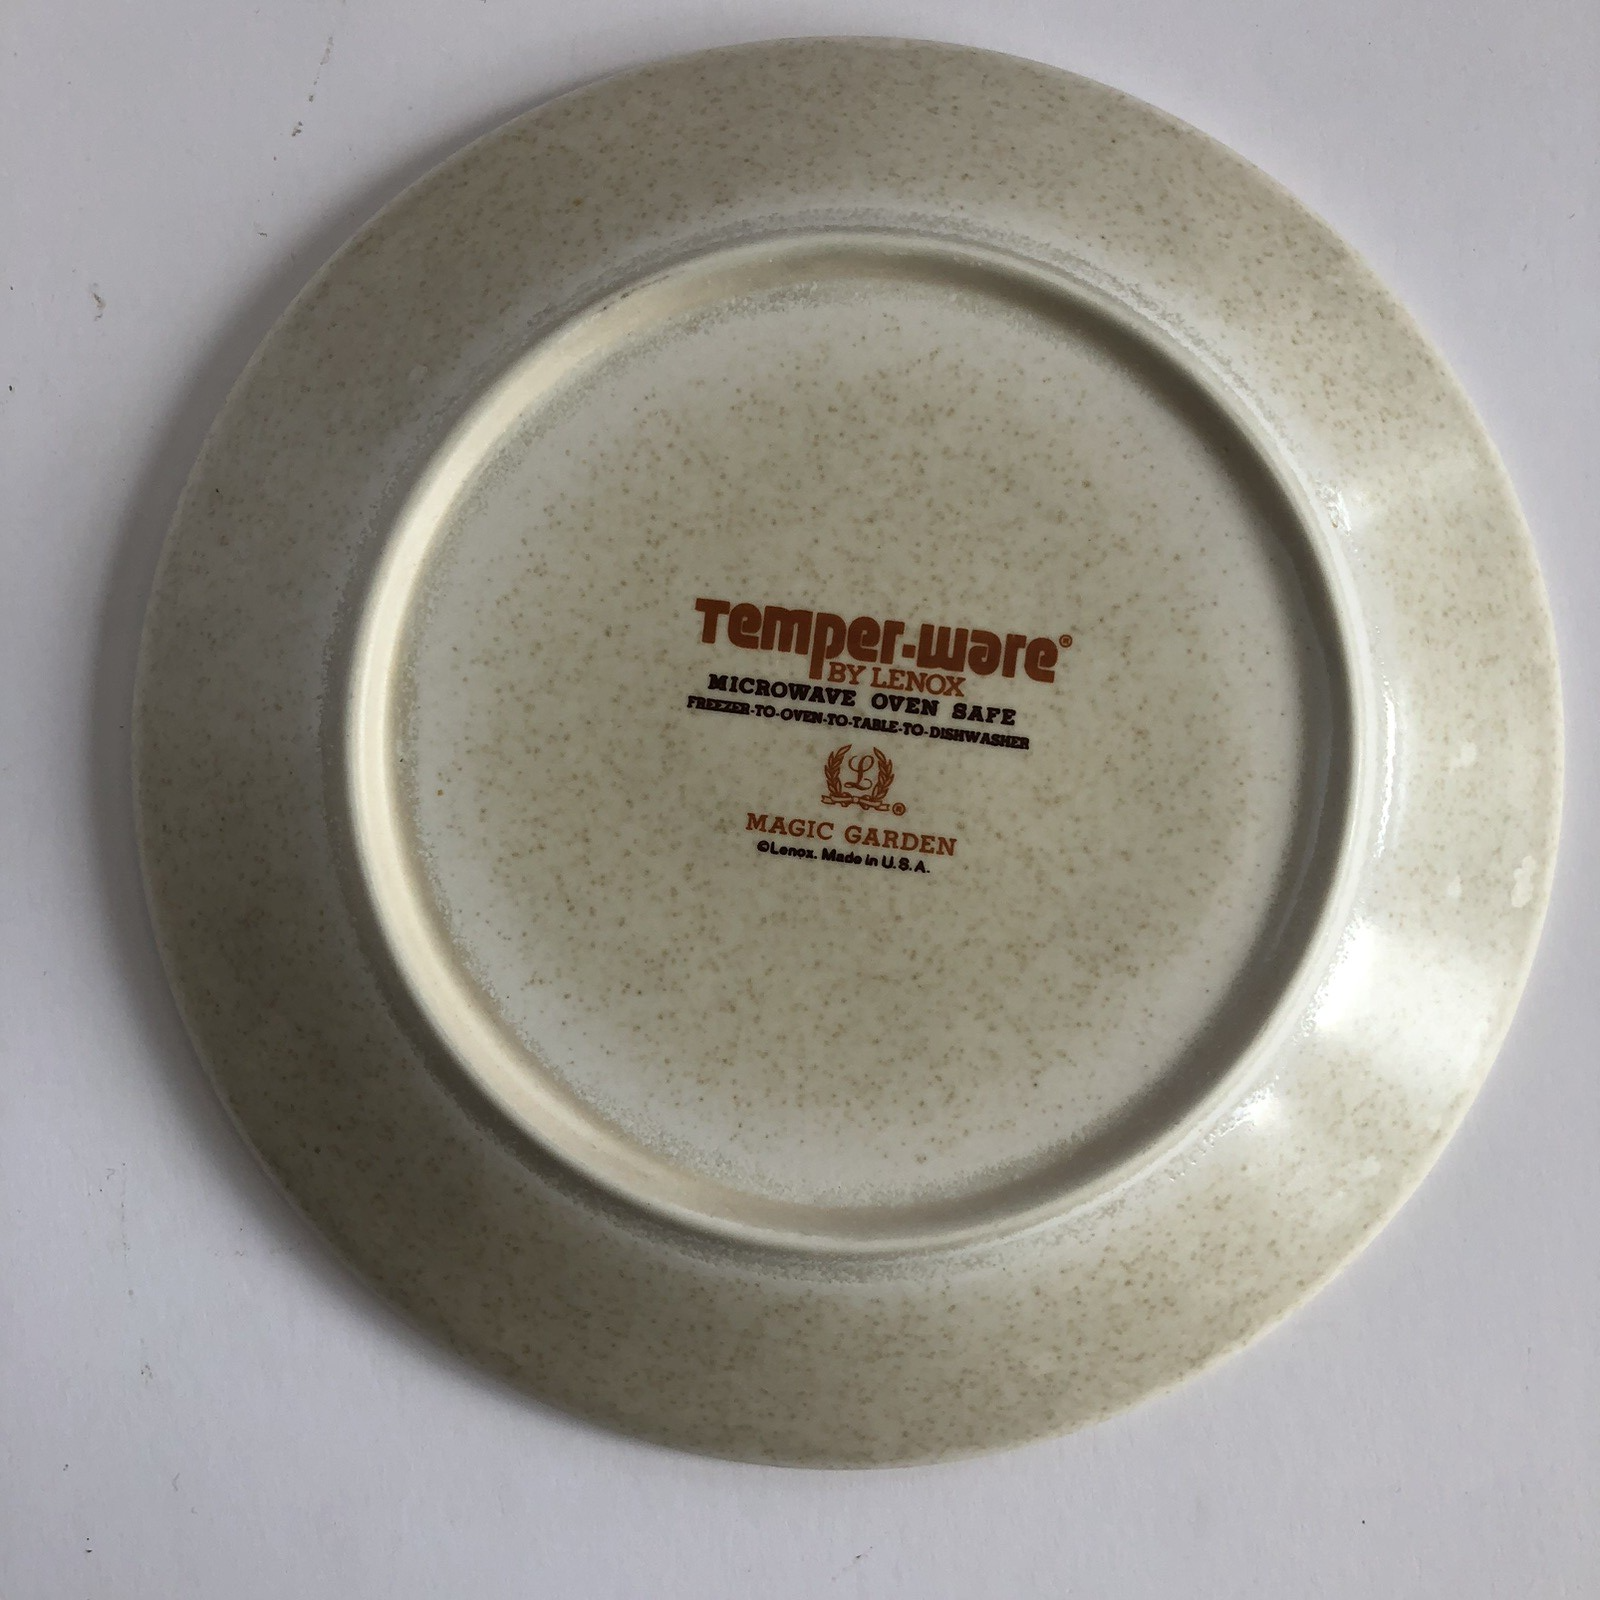 Temper-ware®
BY LENOX
MICROWAVE OVEN SAFE
FREEZER-TO-OVEN-TO-TABLE-TO-DISHWASHER
L ®
MAGIC GARDEN
©Lenox. Made in U.S.A.